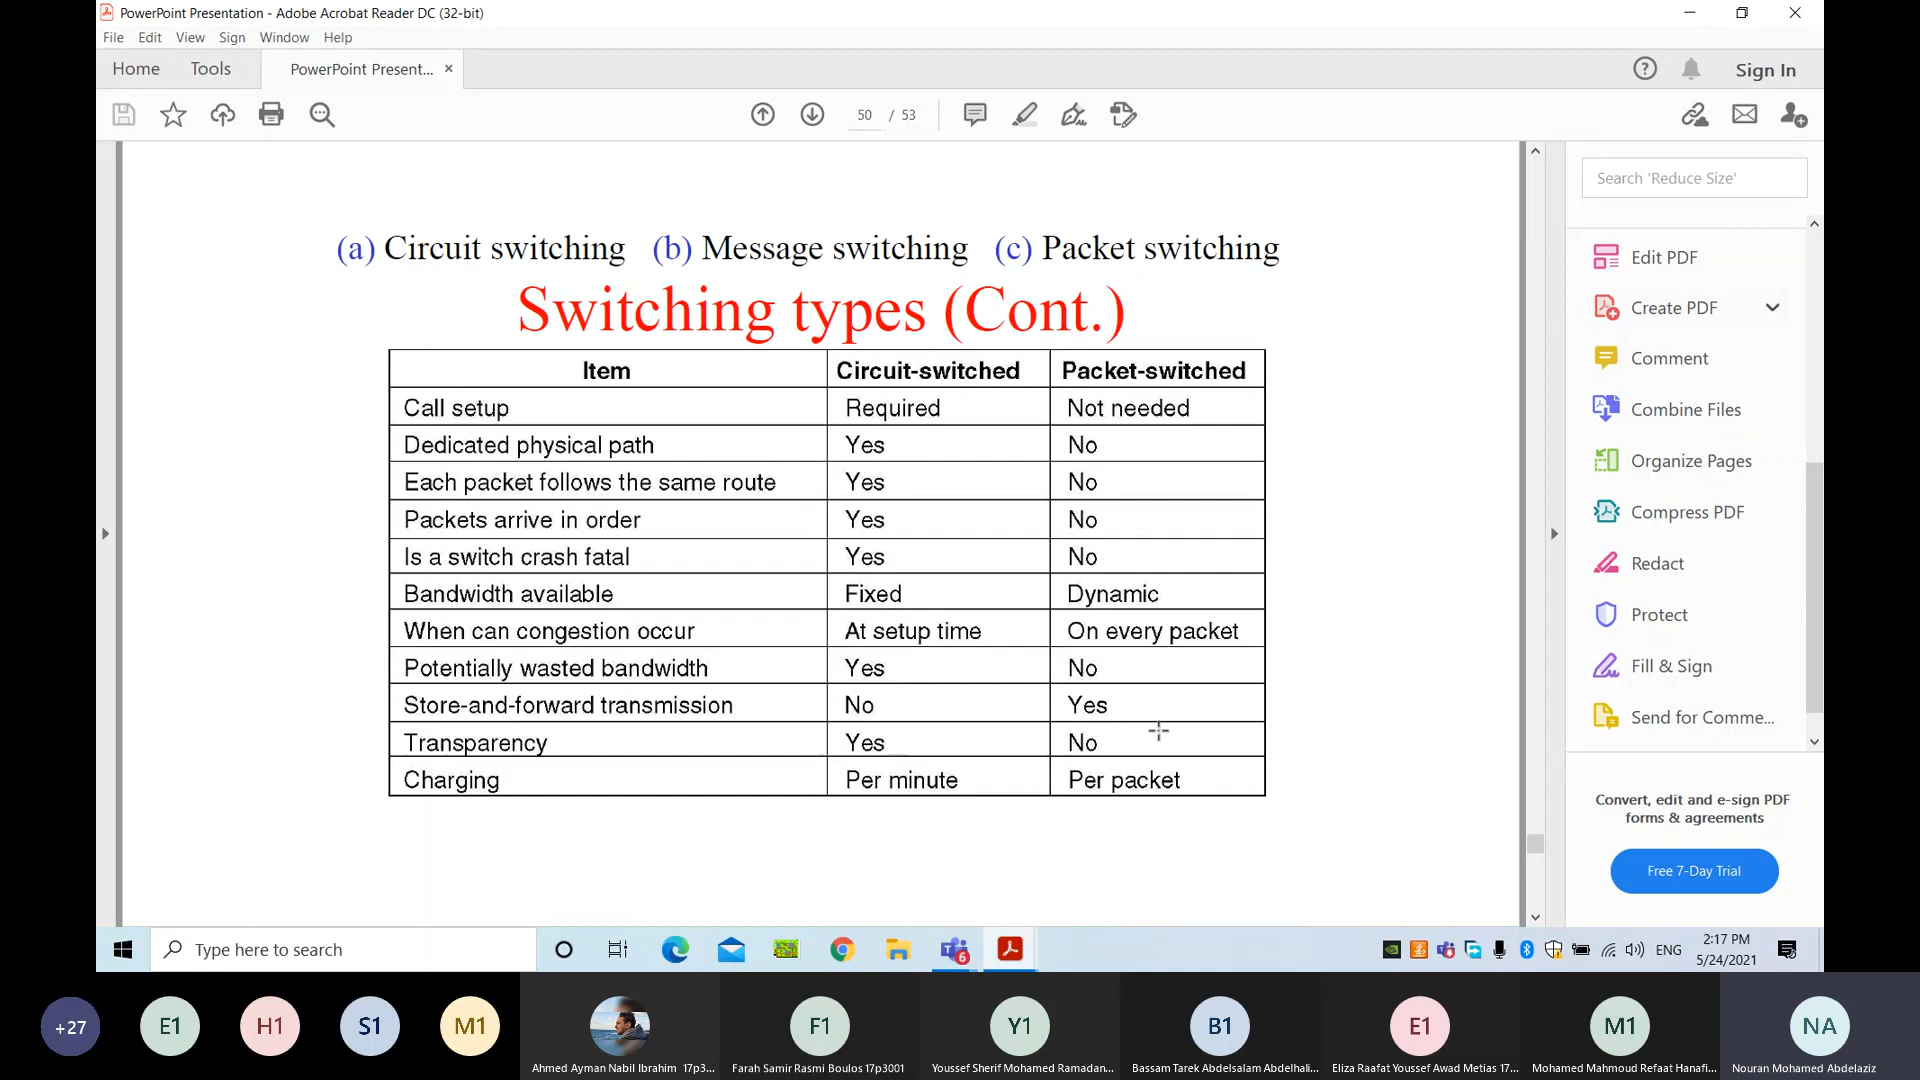 PowerPoint Presentation - Adobe Acrobat Reader DC (32-bit)
File Edit View Sign Window Help
Home Tools PowerPoint Present... × Sign In
50 / 53
Search 'Reduce Size'
(a) Circuit switching (b) Message switching (c) Packet switching
Switching types (Cont.)
Item Circuit-switched Packet-switched
Call setup Required Not needed
Dedicated physical path Yes No
Each packet follows the same route Yes No
Packets arrive in order Yes No
Is a switch crash fatal Yes No
Bandwidth available Fixed Dynamic
When can congestion occur At setup time On every packet
Potentially wasted bandwidth Yes No
Store-and-forward transmission No Yes
Transparency Yes No
Charging Per minute Per packet
Edit PDF
Create PDF
Comment
Combine Files
Organize Pages
Compress PDF
Redact
Protect
Fill & Sign
Send for Comme...
Convert, edit and e-sign PDF
forms & agreements
Free 7-Day Trial
Type here to search
6
ENG
2:17 PM
5/24/2021
+27 E1 H1 S1 M1 F1 Y1 B1 E1 M1 NA
Ahmed Ayman Nabil Ibrahim 17p3... Farah Samir Rasmi Boulos 17p3001 Youssef Sherif Mohamed Ramadan... Bassam Tarek Abdelsalam Abdelhali... Eliza Raafat Youssef Awad Metias 17... Mohamed Mahmoud Refaat Hanafi... Nouran Mohamed Abdelaziz